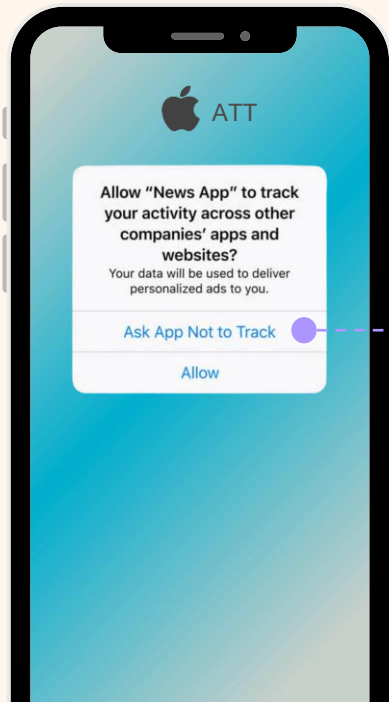 ATT
Allow “News App” to track
your activity across other
companies’ apps and
websites?
Your data will be used to deliver
personalized ads to you.
Ask App Not to Track
Allow